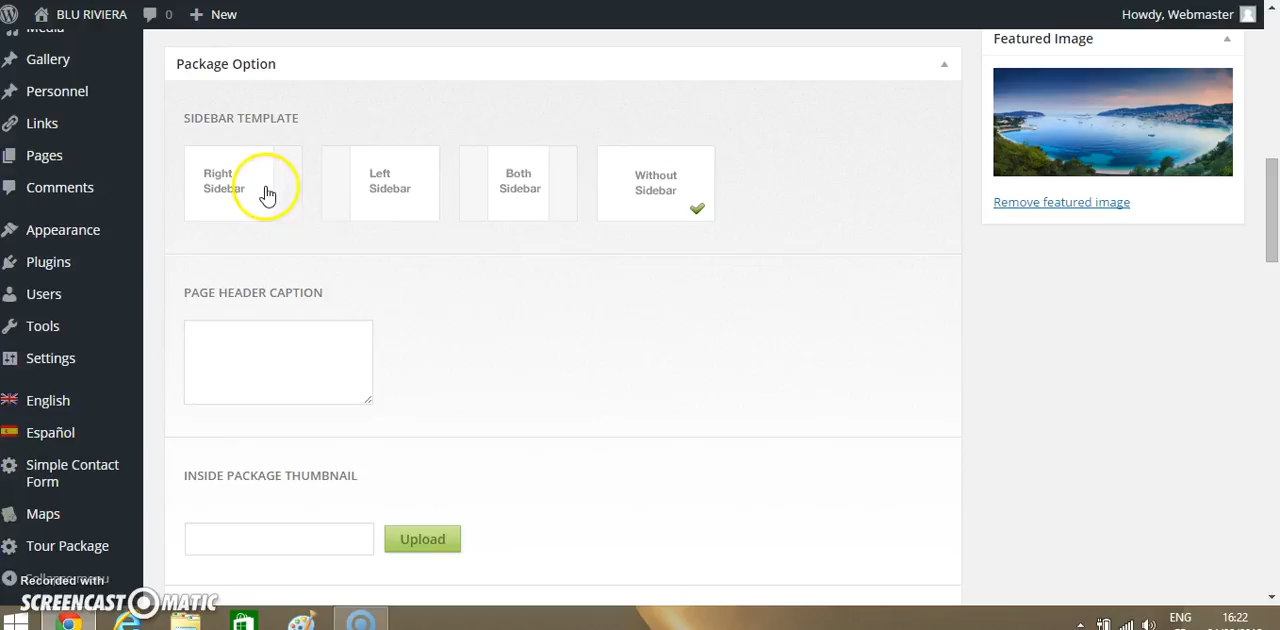 BLU RIVIERA 0 New Howdy, Webmaster
Media
Gallery
Personnel
Links
Pages
Comments
Appearance
Plugins
Users
Tools
Settings
English
Español
Simple Contact
Form
Maps
Tour Package
Collapse menu
Recorded with
SCREENCAST MATIC
Package Option
SIDEBAR TEMPLATE
Right
Sidebar
Left
Sidebar
Both
Sidebar
Without
Sidebar
PAGE HEADER CAPTION
INSIDE PACKAGE THUMBNAIL
Upload
Featured Image
Remove featured image
ENG
16:22